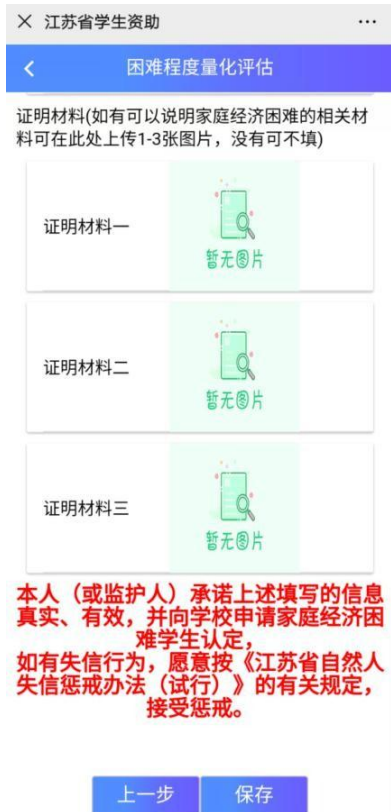 江苏省学生资助
困难程度量化评估
证明材料(如有可以说明家庭经济困难的相关材
料可在此处上传1-3张图片，没有可不填)
证明材料一
暂无图片
证明材料二
暂无图片
证明材料三
暂无图片
本人（或监护人）承诺上述填写的信息
真实、有效，并向学校申请家庭经济困
难学生认定，
如有失信行为，愿意按《江苏省自然人
失信惩戒办法（试行）》的有关规定，
接受惩戒。
上一步
保存